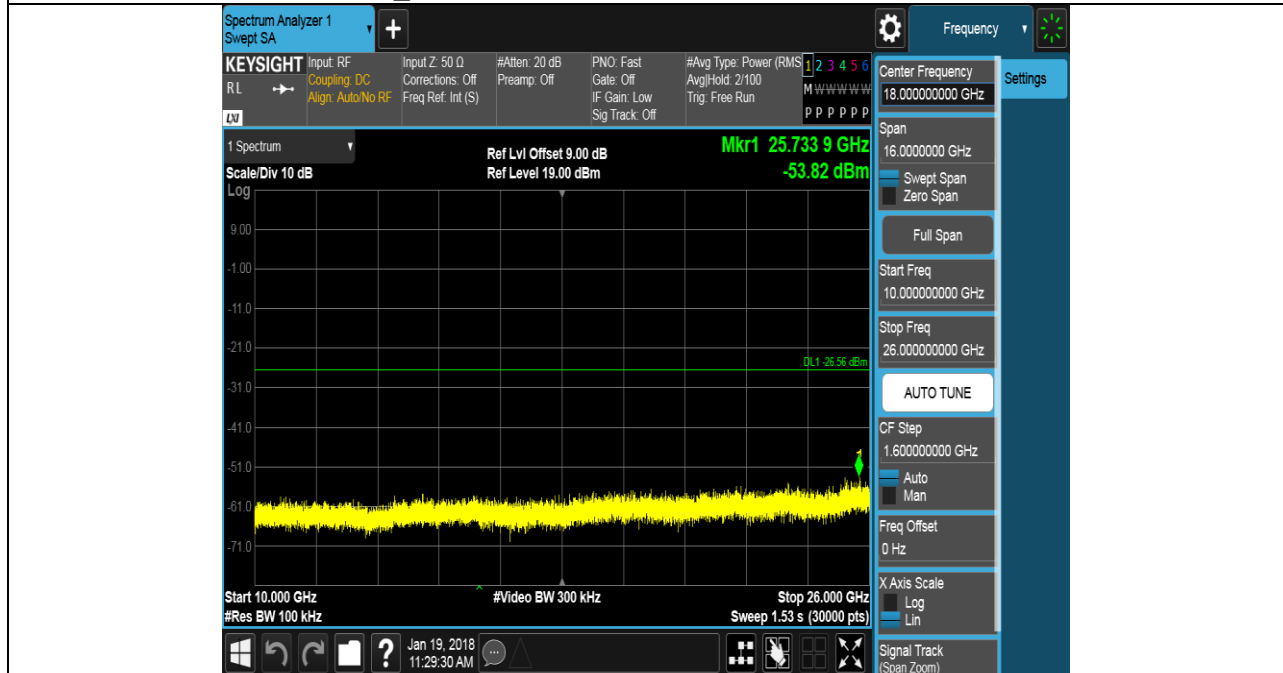 Spectrum Analyzer 1
Swept SA
Frequency
KEYSIGHT
RL
LXI
Input: RF
Coupling: DC
Align: Auto/No RF
Input Z: 50 Ω
Corrections: Off
Freq Ref: Int (S)
#Atten: 20 dB
Preamp: Off
PNO: Fast
Gate: Off
IF Gain: Low
Sig Track: Off
#Avg Type: Power (RMS
Avg|Hold: 2/100
Trig: Free Run
1 2 3 4 5 6
M W W W W W
P P P P P P
1 Spectrum
Scale/Div 10 dB
Ref Lvl Offset 9.00 dB
Ref Level 19.00 dBm
Mkr1 25.733 9 GHz
-53.82 dBm
Log
9.00
-1.00
-11.0
-21.0
DL1 -26.56 dBm
-31.0
-41.0
1
-51.0
-61.0
-71.0
Start 10.000 GHz
#Video BW 300 kHz
Stop 26.000 GHz
#Res BW 100 kHz
Sweep 1.53 s (30000 pts)
?
Jan 19, 2018
11:29:30 AM
Center Frequency
18.000000000 GHz
Settings
Span
16.0000000 GHz
Swept Span
Zero Span
Full Span
Start Freq
10.000000000 GHz
Stop Freq
26.000000000 GHz
AUTO TUNE
CF Step
1.600000000 GHz
Auto
Man
Freq Offset
0 Hz
X Axis Scale
Log
Lin
Signal Track
(Span Zoom)